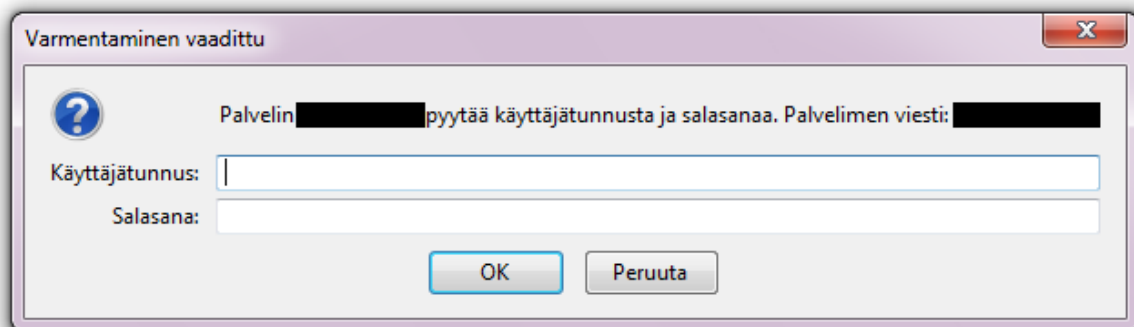 Varmentaminen vaadittu
Palvelin pyytää käyttäjätunnusta ja salasanaa. Palvelimen viesti:
Käyttäjätunnus:
Salasana:
OK Peruuta